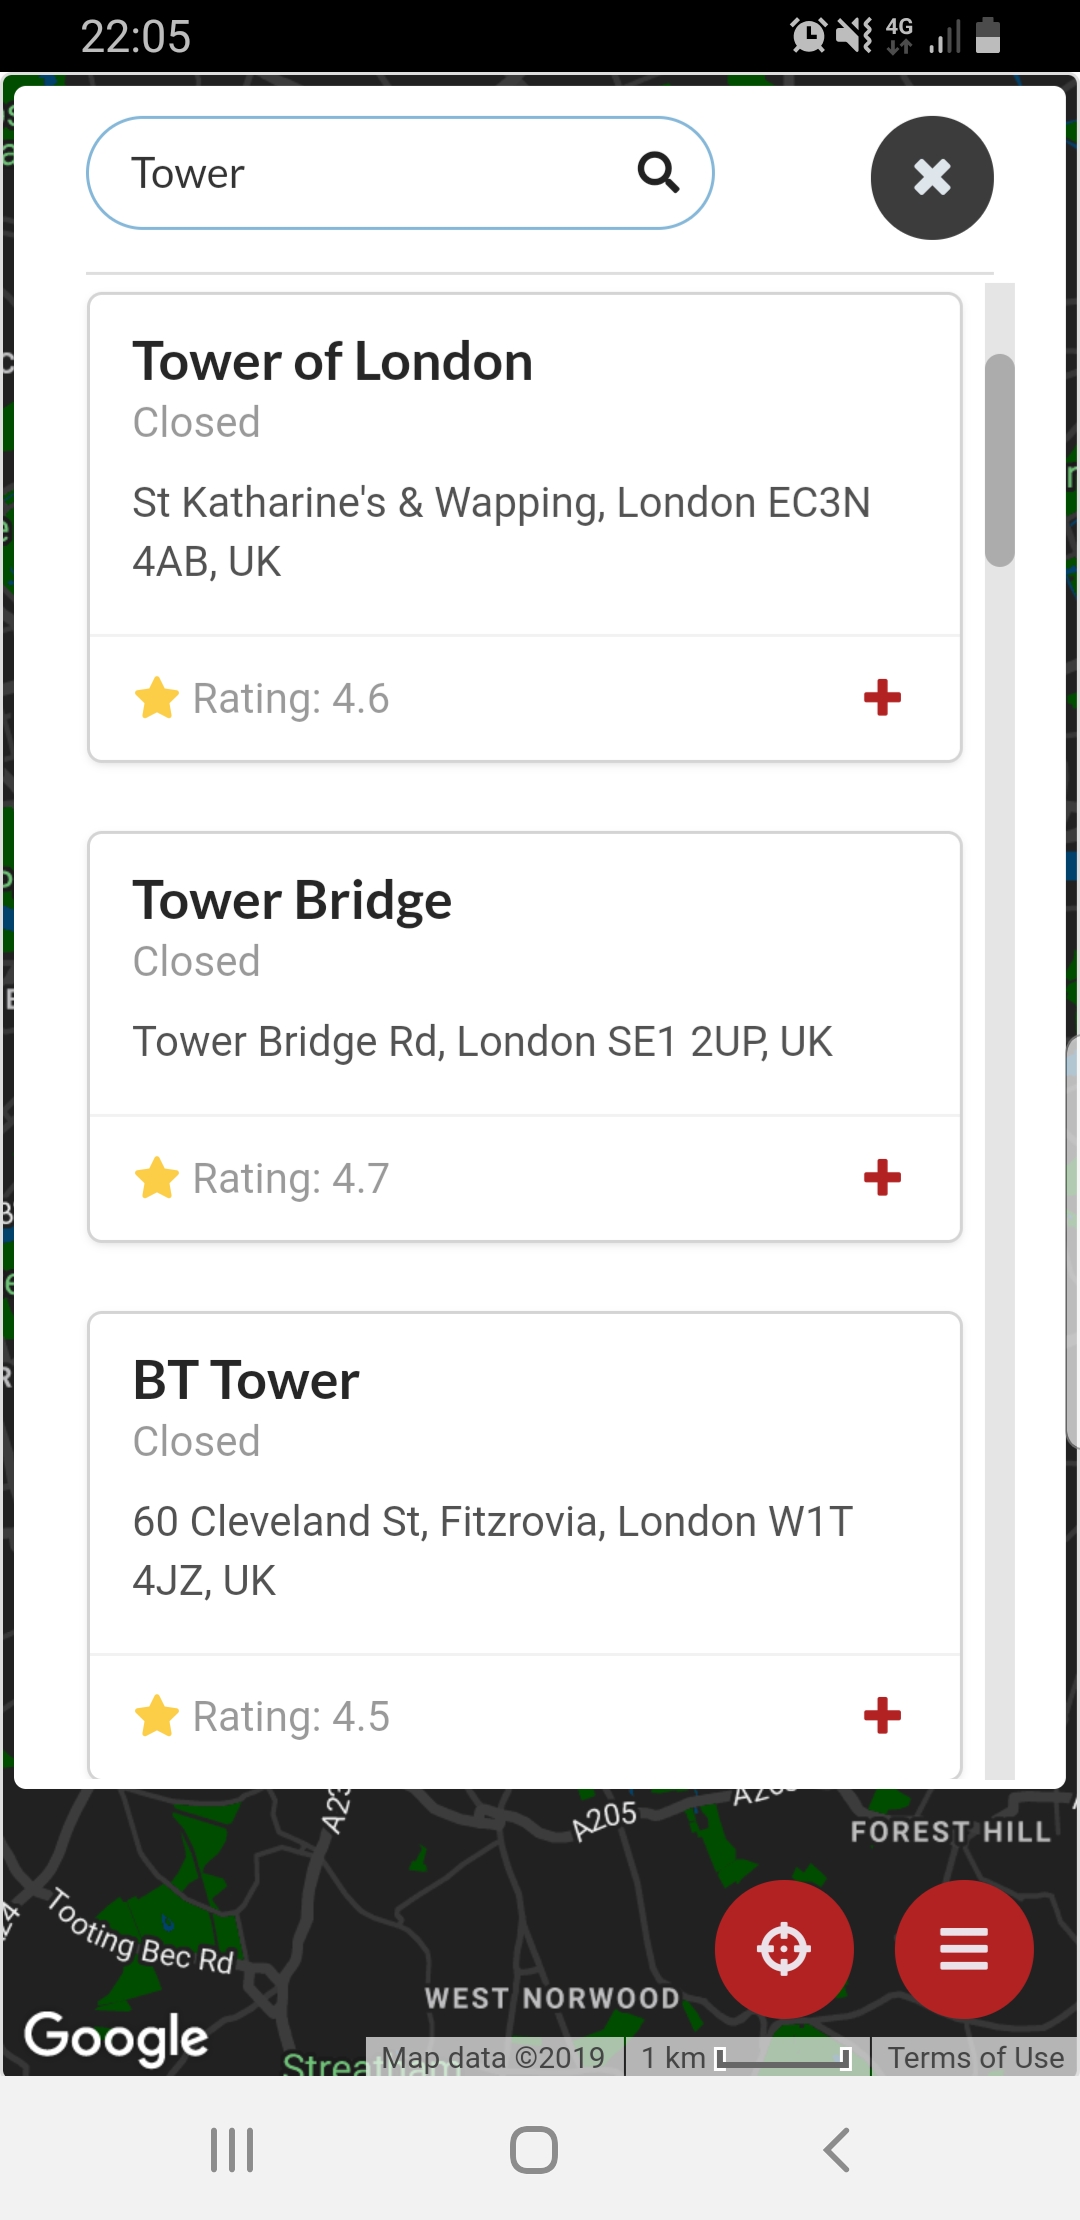 22:05
4G
Tower
Tower of London
Closed
St Katharine's & Wapping, London EC3N
4AB, UK
Rating: 4.6
Tower Bridge
Closed
Tower Bridge Rd, London SE1 2UP, UK
Rating: 4.7
BT Tower
Closed
60 Cleveland St, Fitzrovia, London W1T
4JZ, UK
Rating: 4.5
A205
FOREST HILL
Tooting Bec Rd
WEST NORWOOD
Google
Streatham
Map data ©2019
1 km
Terms of Use